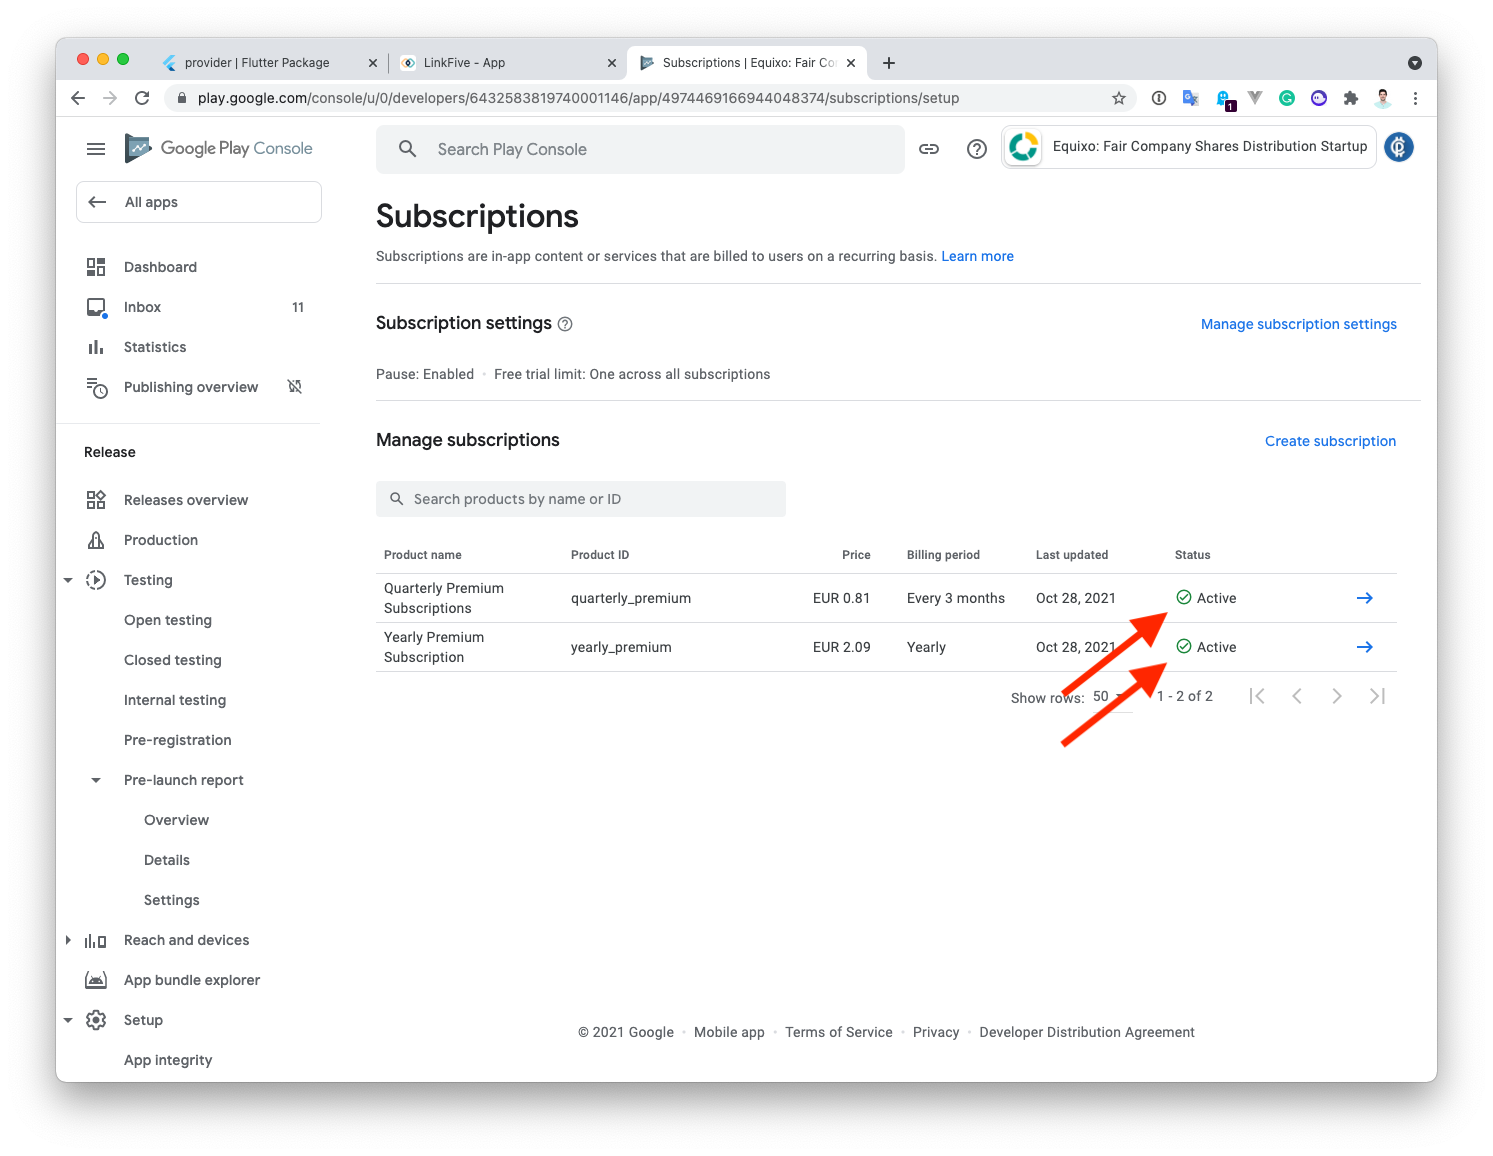 provider | Flutter Package
LinkFive - App
Subscriptions | Equixo: Fair Co
play.google.com/console/u/0/developers/6432583819740001146/app/4974469166944048374/subscriptions/setup
1
Google Play Console
Search Play Console
Equixo: Fair Company Shares Distribution Startup
All apps
Dashboard
Inbox 11
Statistics
Publishing overview
Release
Releases overview
Production
Testing
Open testing
Closed testing
Internal testing
Pre-registration
Pre-launch report
Overview
Details
Settings
Reach and devices
App bundle explorer
Setup
App integrity
Subscriptions
Subscriptions are in-app content or services that are billed to users on a recurring basis. Learn more
Subscription settings
Manage subscription settings
Pause: Enabled • Free trial limit: One across all subscriptions
Manage subscriptions
Create subscription
Search products by name or ID
Product name Product ID Price Billing period Last updated Status
Quarterly Premium
Subscriptions
quarterly_premium EUR 0.81 Every 3 months Oct 28, 2021 Active
Yearly Premium
Subscription
yearly_premium EUR 2.09 Yearly Oct 28, 2021 Active
Show rows: 50 1 - 2 of 2
© 2021 Google • Mobile app • Terms of Service • Privacy • Developer Distribution Agreement